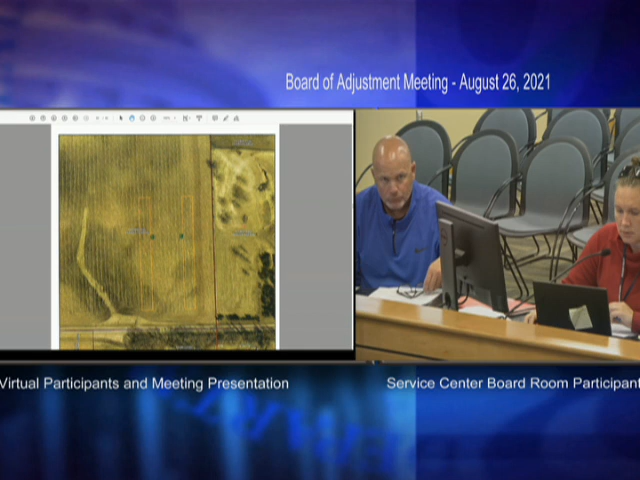 Board of Adjustment Meeting - August 26, 2021
Virtual Participants and Meeting Presentation
Service Center Board Room Participant